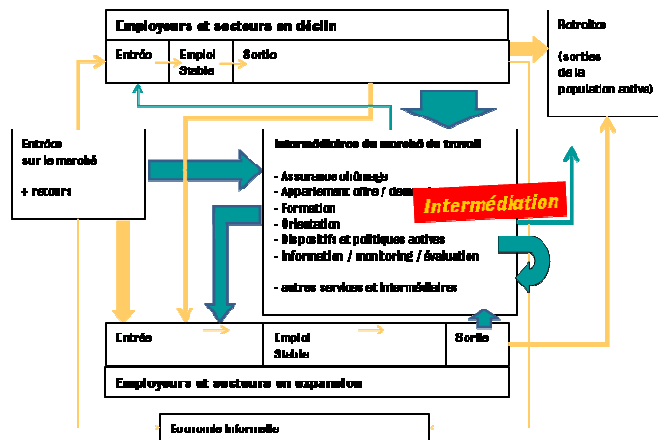 Employeurs et secteurs en déclin
Entrée
Emploi
Stable
Sortie
Retraites
(sorties
de la
population active)
Entrées
sur le marché
+ retours
Intermédiaires du marché du travail
- Assurance chômage
- Appariement offre /
- Formation
- Orientation
- Dispositifs et politiques actives
- Information / monitoring / évaluation
- autres services et intermédiaires
Intermédiation
Entrée
Emploi
Stable
Sortie
Employeurs et secteurs en expansion
Economie informelle